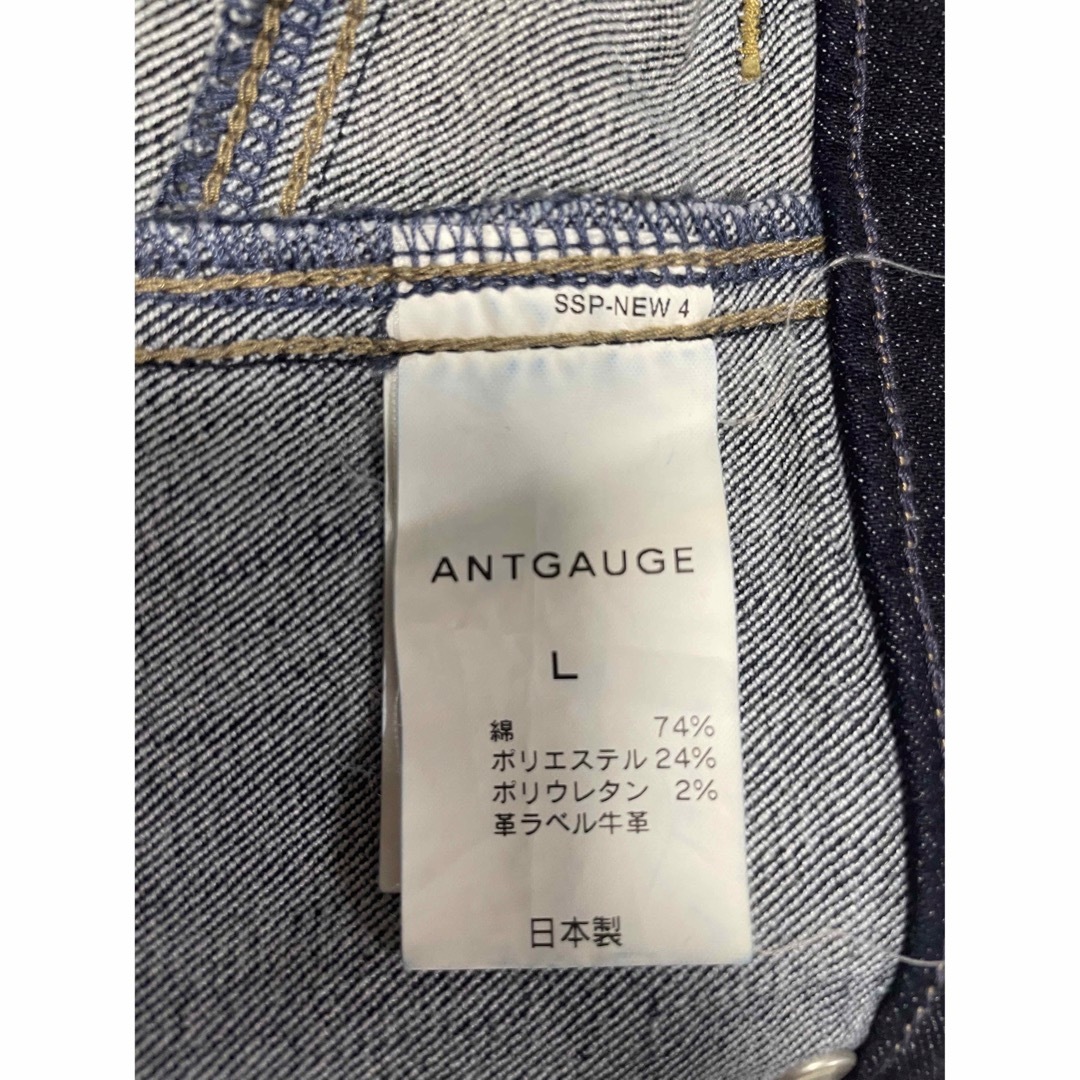 SSP-NEW 4
ANTGAUGE
L
綿 74%
ポリエステル 24%
ポリウレタン 2%
革ラベル牛革
日本製